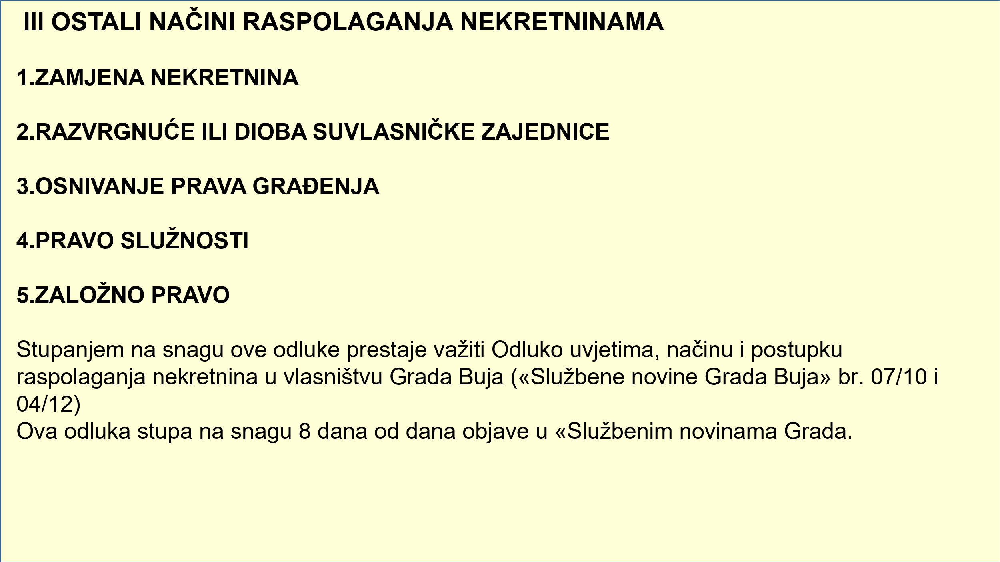 III OSTALI NAČINI RASPOLAGANJA NEKRETNINAMA
1.ZAMJENA NEKRETNINA
2.RAZVRGNUĆE ILI DIOBA SUVLASNIČKE ZAJEDNICE
3.OSNIVANJE PRAVA GRAĐENJA
4.PRAVO SLUŽNOSTI
5.ZALOŽNO PRAVO
Stupanjem na snagu ove odluke prestaje važiti Odluko uvjetima, načinu i postupku
raspolaganja nekretnina u vlasništvu Grada Buja («Službene novine Grada Buja» br. 07/10 i
04/12)
Ova odluka stupa na snagu 8 dana od dana objave u «Službenim novinama Grada.